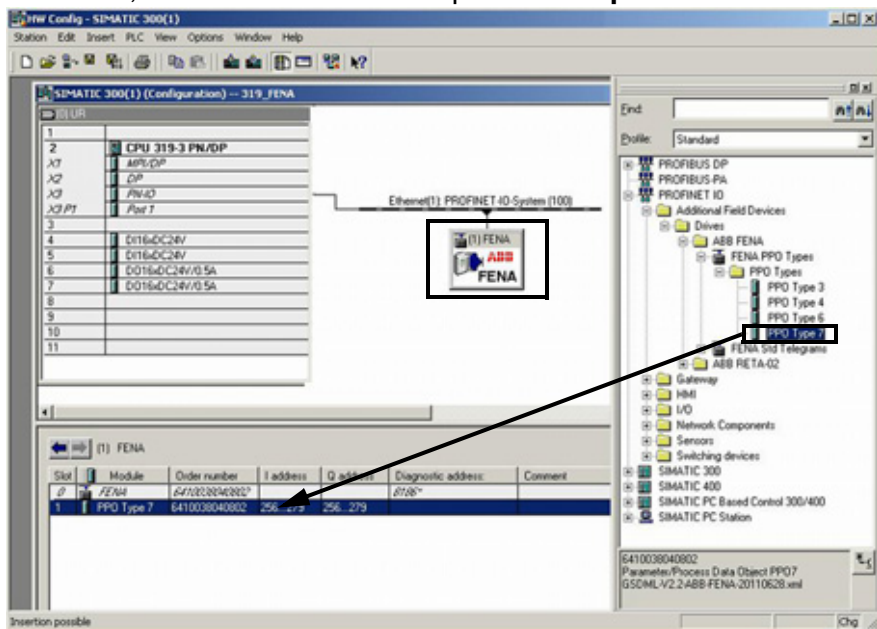 HW Config - SIMATIC 300(1)
Station Edit Insert PLC View Options Window Help
SIMATIC 300(1) (Configuration) -- 319_FENA
(0) UR
1
2 CPU 319-3 PN/DP
X1 MPI/DP
X2 DP
X3 PN-IO
X3 P1 Port 1
3
4 DI16xDC24V
5 DI16xDC24V
6 DO16xDC24V/0.5A
7 DO16xDC24V/0.5A
8
9
10
11
Ethernet(1): PROFINET-IO-System (100)
(1) FENA
ABB
FENA
Find:
Profile: Standard
PROFIBUS DP
PROFIBUS-PA
PROFINET IO
Additional Field Devices
Drives
ABB FENA
FENA PPO Types
PPO Types
PPO Type 3
PPO Type 4
PPO Type 6
PPO Type 7
FENA Std Telegrams
ABB RETA-02
Gateway
HMI
I/O
Network Components
Sensors
Switching devices
SIMATIC 300
SIMATIC 400
SIMATIC PC Based Control 300/400
SIMATIC PC Station
(1) FENA
Slot Module Order number I address Q address Diagnostic address: Comment
0 FENA 6410038040802 8186*
1 PPO Type 7 6410038040802 256...279 256...279
6410038040802
Parameter/Process Data Object PPO7
GSDML-V2.2-ABB-FENA-20110628.xml
Insertion possible
Chg